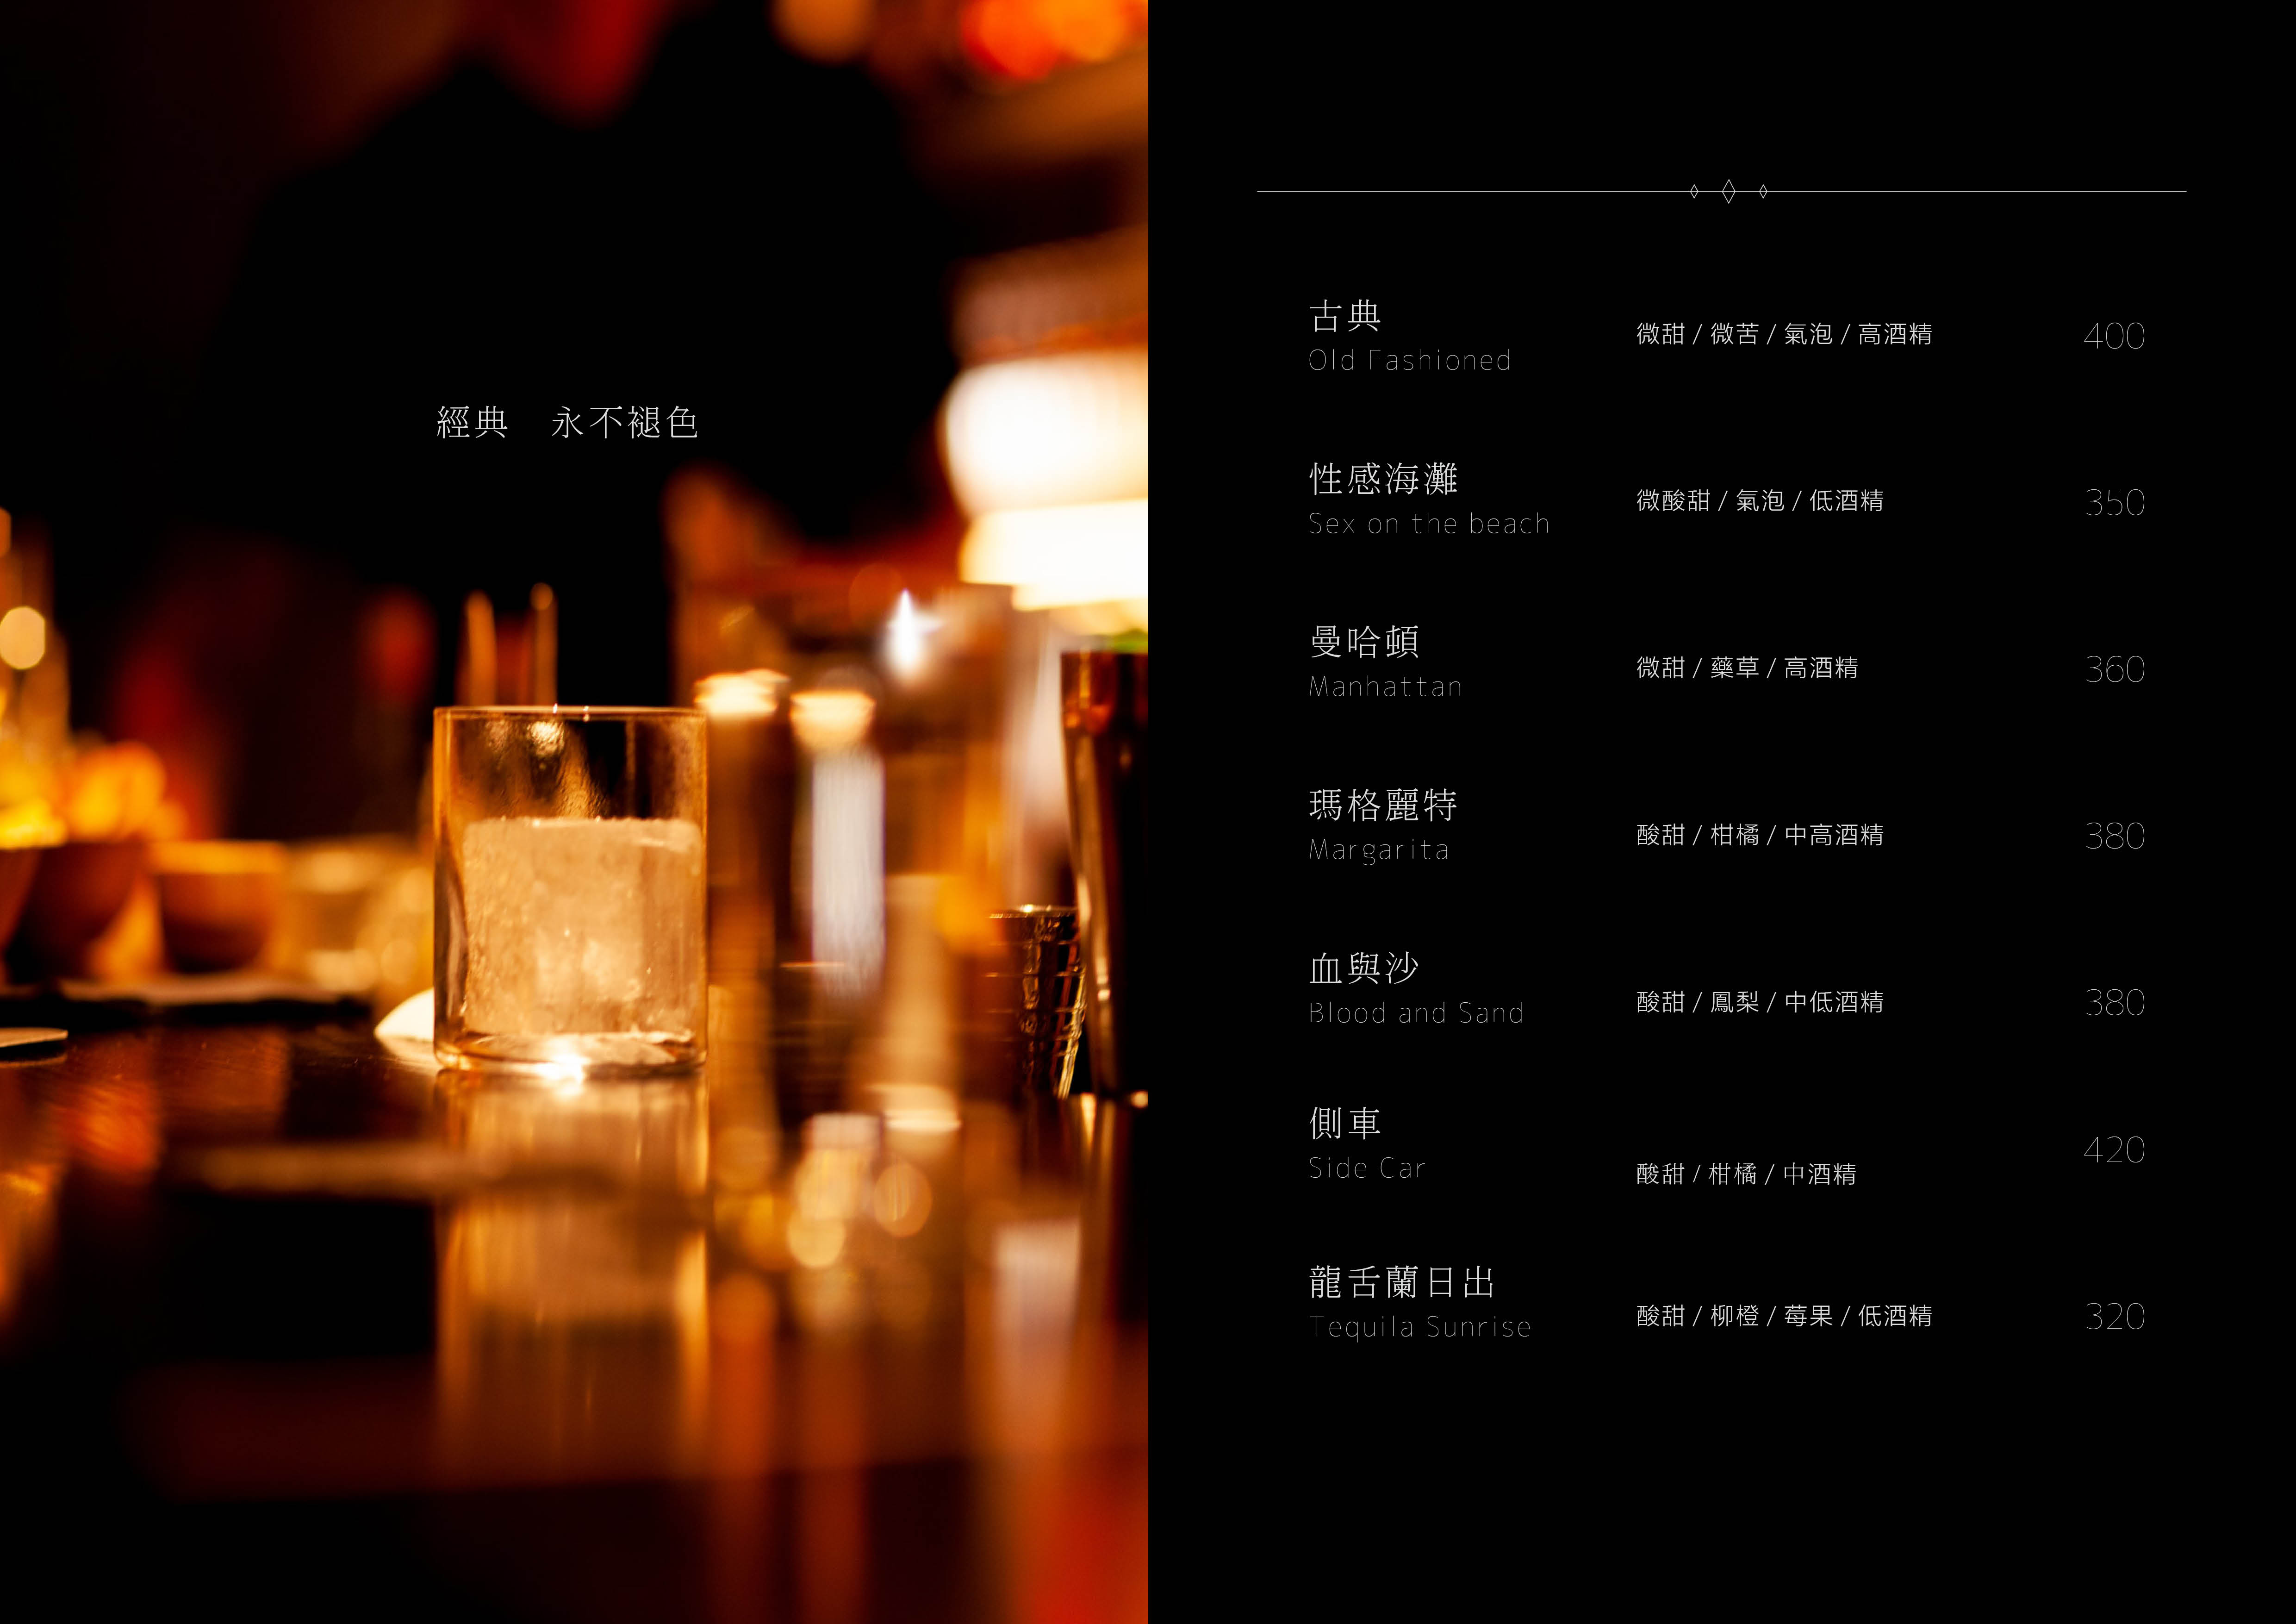 經典　永不褪色
古典
Old Fashioned
微甜 / 微苦 / 氣泡 / 高酒精
400
性感海灘
Sex on the beach
微酸甜 / 氣泡 / 低酒精
350
曼哈頓
Manhattan
微甜 / 藥草 / 高酒精
360
瑪格麗特
Margarita
酸甜 / 柑橘 / 中高酒精
380
血與沙
Blood and Sand
酸甜 / 鳳梨 / 中低酒精
380
側車
Side Car
酸甜 / 柑橘 / 中酒精
420
龍舌蘭日出
Tequila Sunrise
酸甜 / 柳橙 / 莓果 / 低酒精
320